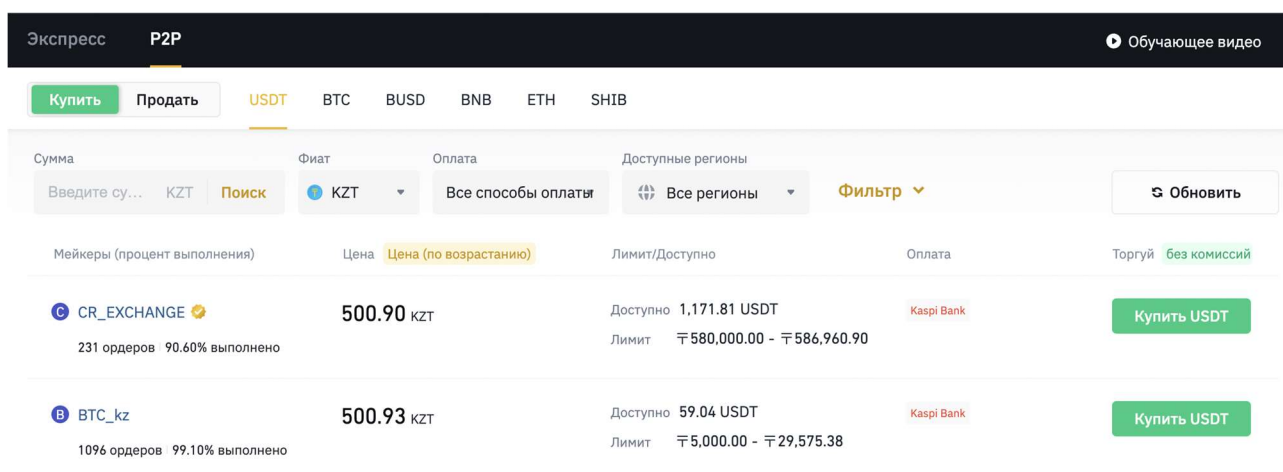 Экспресс P2P Обучающее видео
Купить Продать USDT BTC BUSD BNB ETH SHIB
Сумма Фиат Оплата Доступные регионы
Введите су... KZT Поиск KZT Все способы оплаты Все регионы Фильтр Обновить
Мейкеры (процент выполнения) Цена Цена (по возрастанию) Лимит/Доступно Оплата Торгуй без комиссий
C CR_EXCHANGE 500.90 KZT Доступно 1,171.81 USDT Kaspi Bank Купить USDT
231 ордеров 90.60% выполнено Лимит ₸580,000.00 - ₸586,960.90
B BTC_kz 500.93 KZT Доступно 59.04 USDT Kaspi Bank Купить USDT
1096 ордеров 99.10% выполнено Лимит ₸5,000.00 - ₸29,575.38